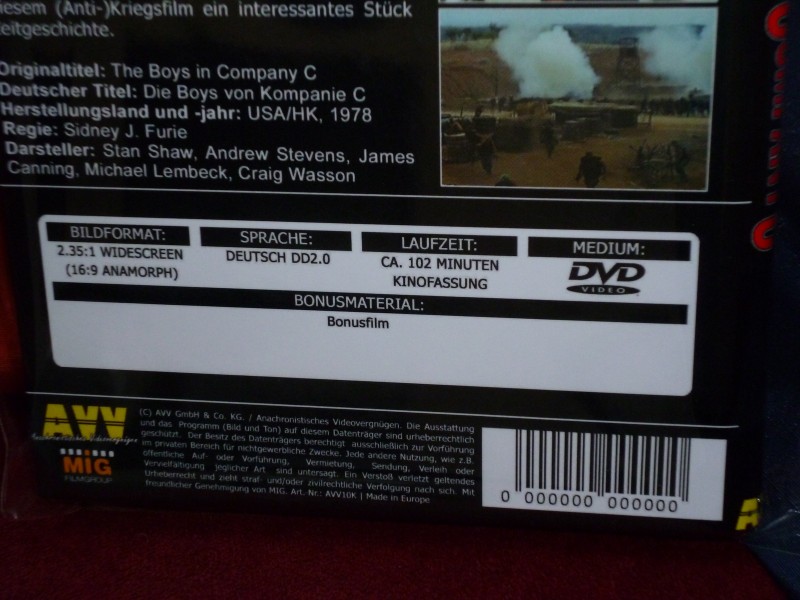 diesem (Anti-)Kriegsfilm ein interessantes Stück
Zeitgeschichte.
Originaltitel: The Boys in Company C
Deutscher Titel: Die Boys von Kompanie C
Herstellungsland und -jahr: USA/HK, 1978
Regie: Sidney J. Furie
Darsteller: Stan Shaw, Andrew Stevens, James
Canning, Michael Lembeck, Craig Wasson
BILDFORMAT:
2.35:1 WIDESCREEN
(16:9 ANAMORPH)
SPRACHE:
DEUTSCH DD2.0
LAUFZEIT:
CA. 102 MINUTEN
KINOFASSUNG
MEDIUM:
DVD
VIDEO
BONUSMATERIAL:
Bonusfilm
AVV
Anachronistisches Videovergnügen
MIG
FILMGROUP
(C) AVV GmbH & Co. KG. / Anachronistisches Videovergnügen. Die Ausstattung
und das Programm (Bild und Ton) auf diesem Datenträger sind urheberrechtlich
geschützt. Der Besitz des Datenträgers berechtigt ausschließlich zur Vorführung
im privaten Bereich für nichtgewerbliche Zwecke. Jede andere Nutzung, wie z.B.
öffentliche Auf- oder Vorführung, Vermietung, Sendung, Verleih oder
Vervielfältigung jeglicher Art sind untersagt. Ein Verstoß verletzt geltendes
Urheberrecht und zieht straf- und/oder zivilrechtliche Verfolgung nach sich. Mit
freundlicher Genehmigung von MIG. Art. Nr.: AVV10K | Made in Europe
0 000000 000000